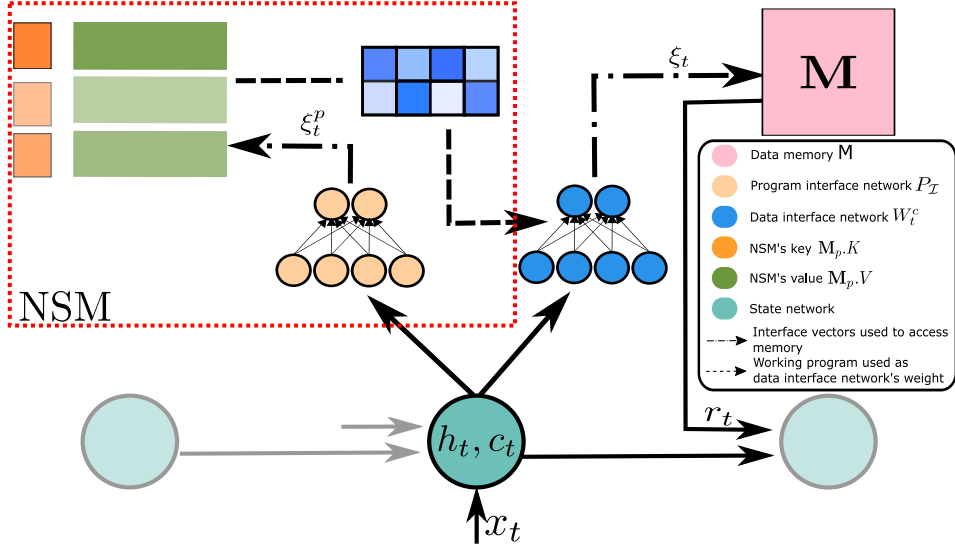 ξ_t
M
ξ_t^p
Data memory M
Program interface network P_I
Data interface network W_t^c
NSM's key M_p.K
NSM's value M_p.V
State network
Interface vectors used to access
memory
Working program used as
data interface network's weight
NSM
r_t
h_t, c_t
x_t